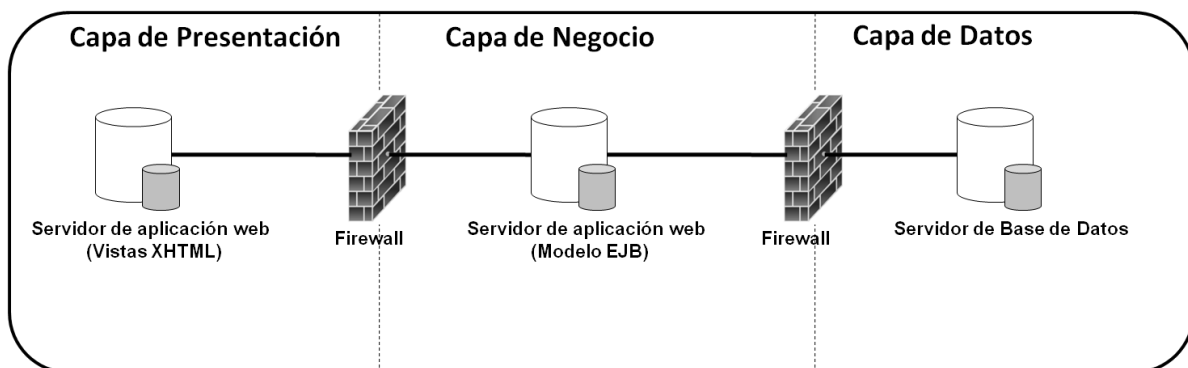 Capa de Presentación
Capa de Negocio
Capa de Datos
Servidor de aplicación web
(Vistas XHTML)
Firewall
Servidor de aplicación web
(Modelo EJB)
Firewall
Servidor de Base de Datos